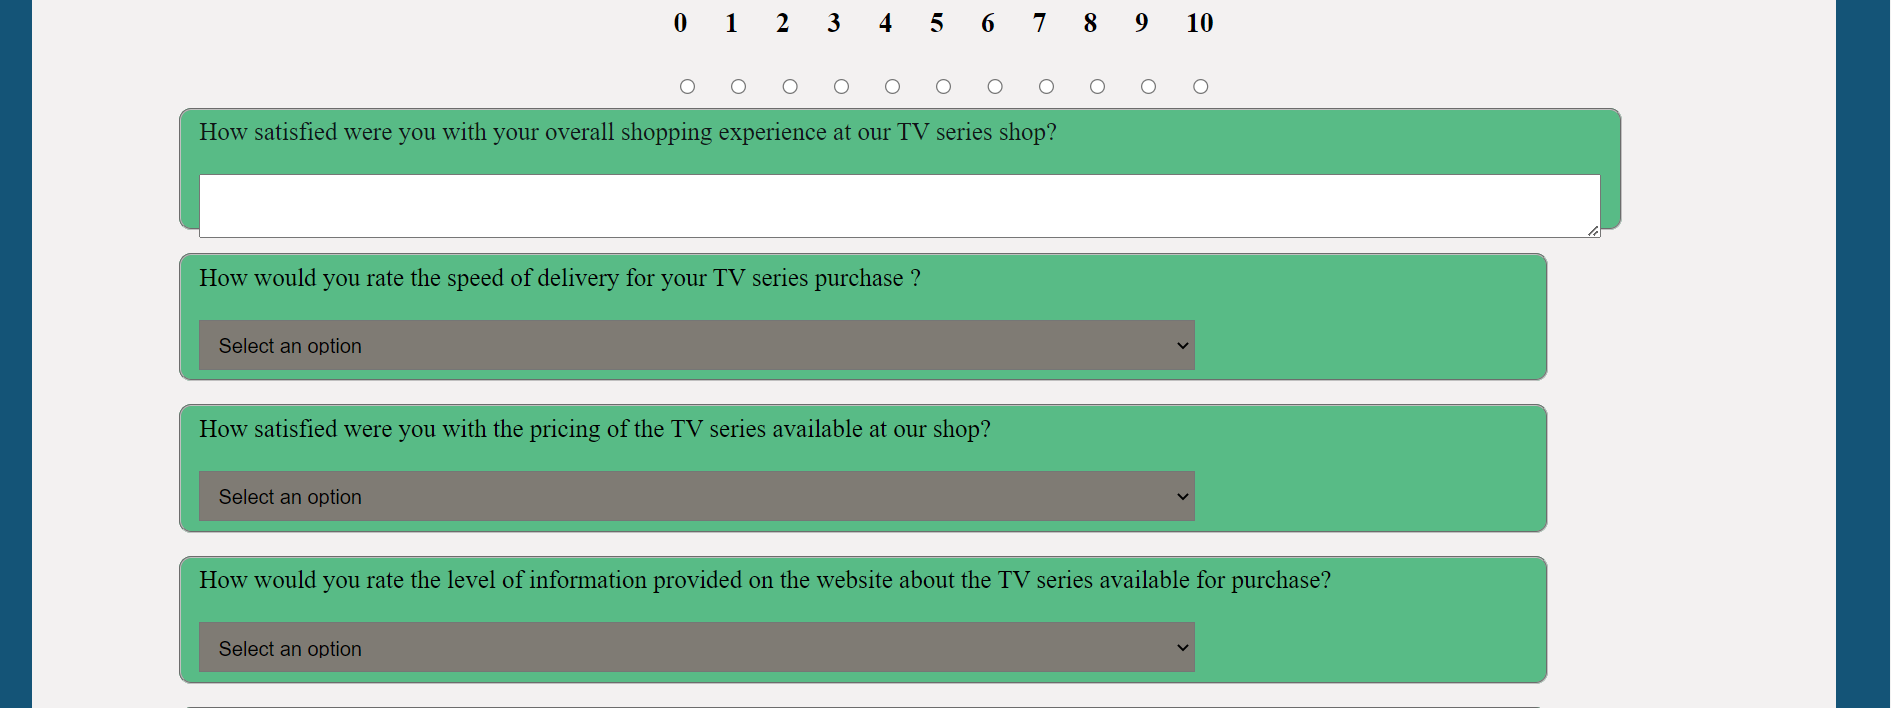 0 1 2 3 4 5 6 7 8 9 10
How satisfied were you with your overall shopping experience at our TV series shop?
How would you rate the speed of delivery for your TV series purchase ?
Select an option
How satisfied were you with the pricing of the TV series available at our shop?
Select an option
How would you rate the level of information provided on the website about the TV series available for purchase?
Select an option